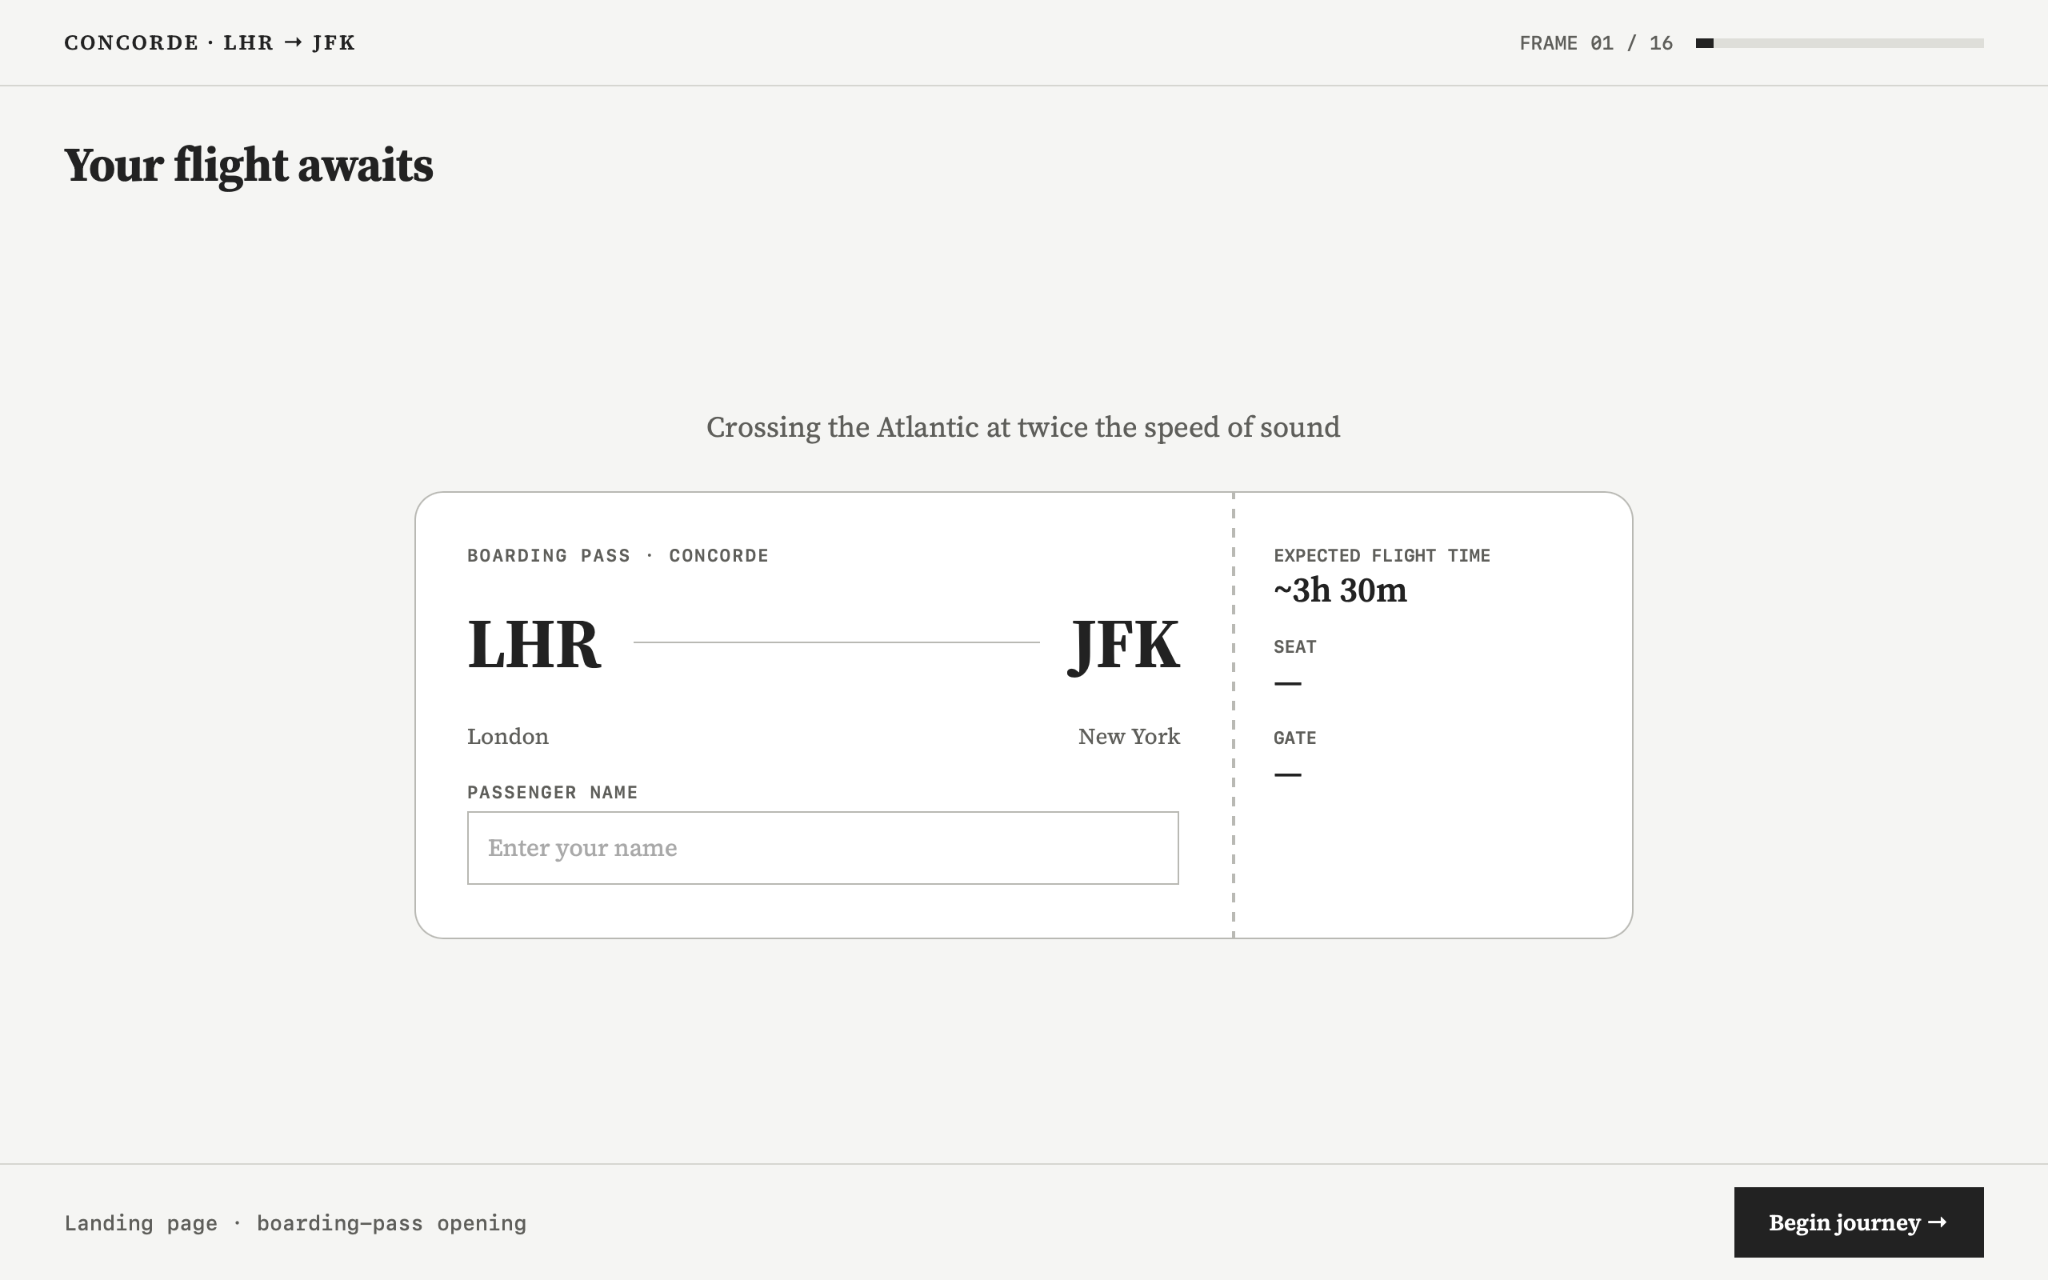 CONCORDE · LHR → JFK
FRAME 01 / 16
Your flight awaits
Crossing the Atlantic at twice the speed of sound
BOARDING PASS · CONCORDE
LHR
JFK
London
New York
PASSENGER NAME
Enter your name
EXPECTED FLIGHT TIME
~3h 30m
SEAT
—
GATE
—
Landing page · boarding-pass opening
Begin journey →